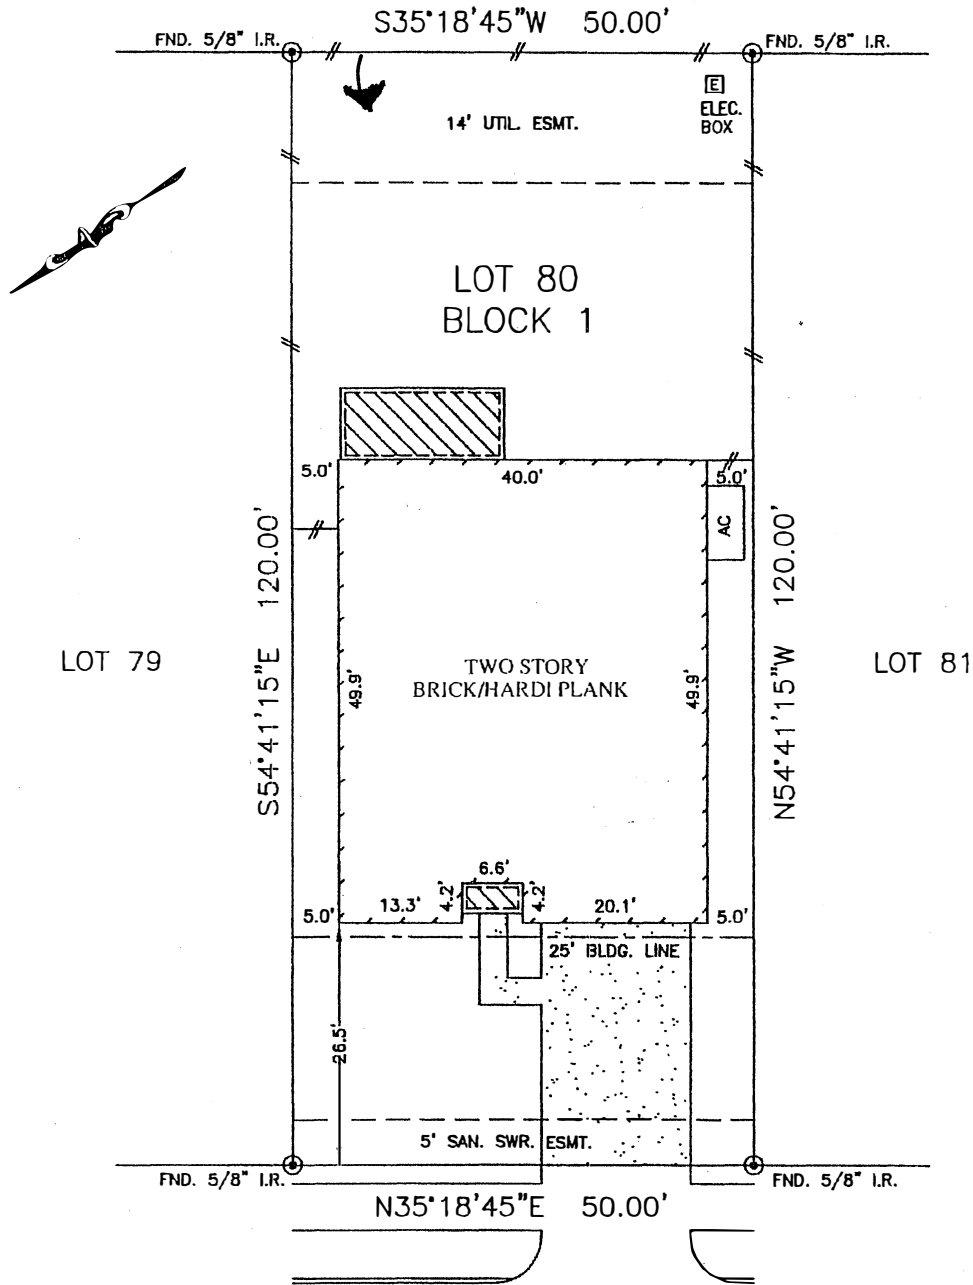 S35°18'45"W 50.00'
FND. 5/8" I.R.
FND. 5/8" I.R.
E
ELEC.
BOX
14' UTIL. ESMT.
LOT 80
BLOCK 1
5.0'
40.0'
5.0'
AC
S54°41'15"E 120.00'
N54°41'15"W 120.00'
LOT 79
LOT 81
TWO STORY
BRICK/HARDI PLANK
49.9'
49.9'
6.6'
4.2'
4.2'
13.3'
20.1'
5.0'
5.0'
25' BLDG. LINE
26.5'
5' SAN. SWR. ESMT.
FND. 5/8" I.R.
FND. 5/8" I.R.
N35°18'45"E 50.00'